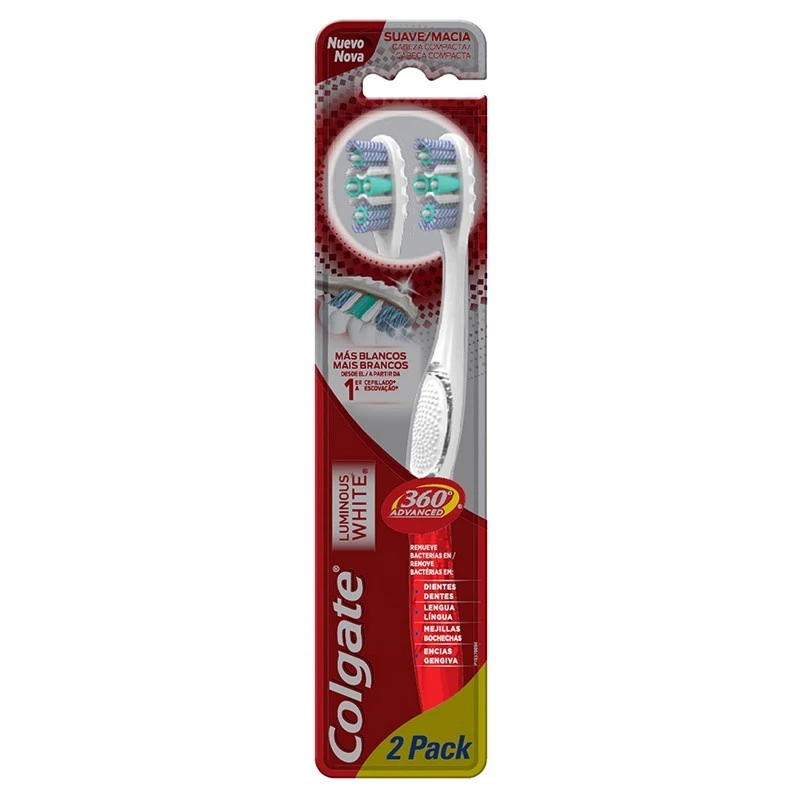 Nuevo
Nova
SUAVE/MACIA
CABEZA COMPACTA/
CABEÇA COMPACTA
MÁS BLANCOS
MAIS BRANCOS
DESDE EL / A PARTIR DA
1 ER CEPILLADO*
A ESCOVAÇÃO*
LUMINOUS
WHITE®
360°
ADVANCED®
REMUEVE
BACTERIAS EN /
REMOVE
BACTÉRIAS EM:
• DIENTES
DENTES
• LENGUA
LÍNGUA
• MEJILLAS
BOCHECHAS
• ENCIAS
GENGIVA
Colgate®
2 Pack